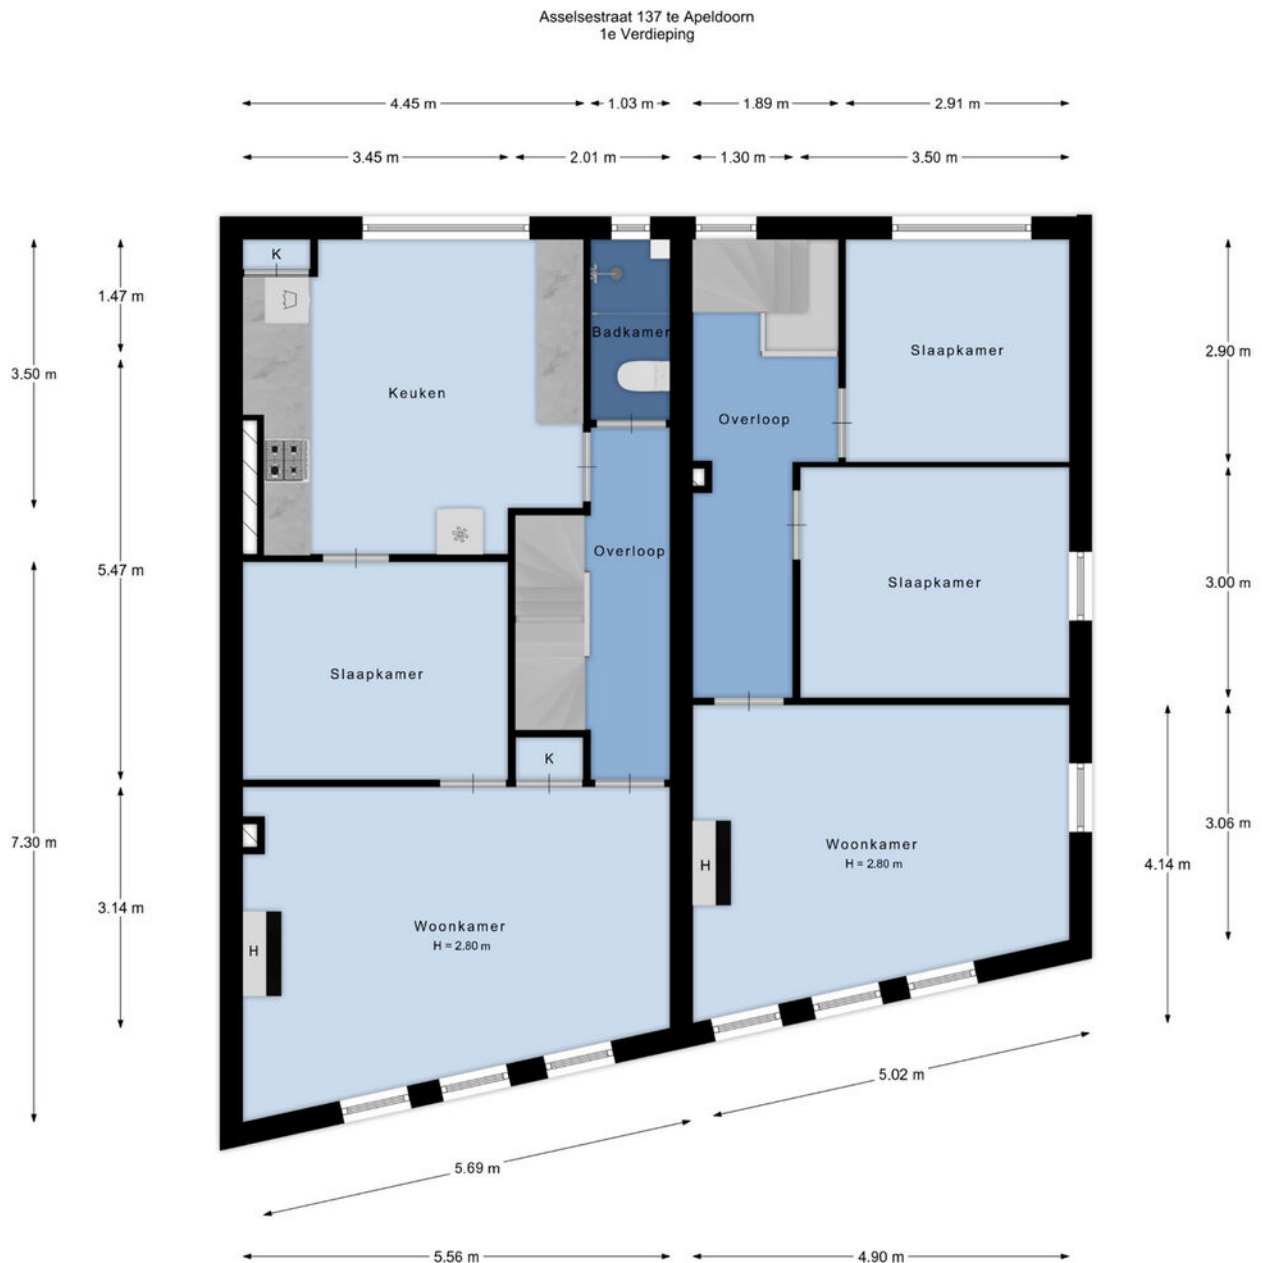 Asselsestraat 137 te Apeldoorn
1e Verdieping
4.45 m
1.03 m
1.89 m
2.91 m
3.45 m
2.01 m
1.30 m
3.50 m
K
1.47 m
Badkamer
Slaapkamer
2.90 m
3.50 m
Keuken
Overloop
Overloop
5.47 m
Slaapkamer
3.00 m
Slaapkamer
K
3.06 m
7.30 m
Woonkamer
H = 2.80 m
H
4.14 m
3.14 m
Woonkamer
H = 2.80 m
H
5.02 m
5.69 m
5.56 m
4.90 m